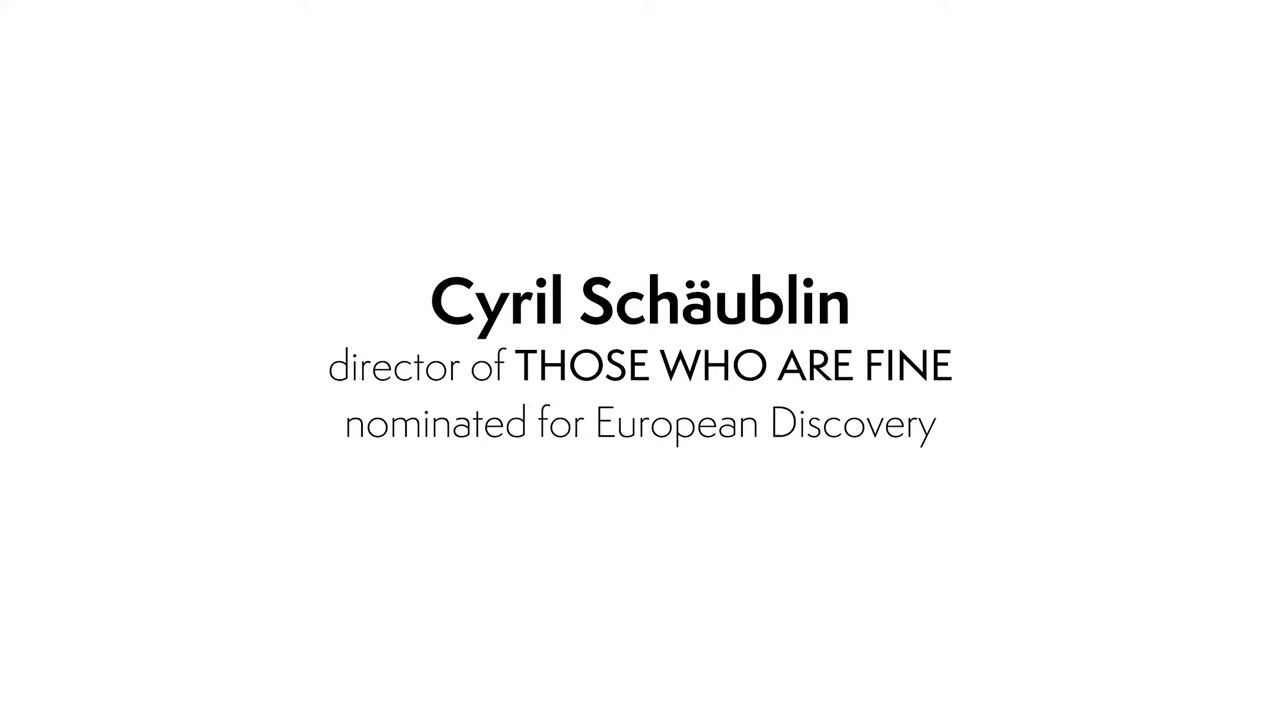 Cyril Schäublin
director of THOSE WHO ARE FINE
nominated for European Discovery